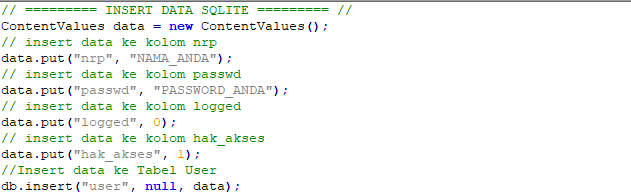 // ========= INSERT DATA SQLITE ========= //
ContentValues data = new ContentValues();
// insert data ke kolom nrp
data.put("nrp", "NAMA_ANDA");
// insert data ke kolom passwd
data.put("passwd", "PASSWORD_ANDA");
// insert data ke kolom logged
data.put("logged", 0);
// insert data ke kolom hak_akses
data.put("hak_akses", 1);
//Insert data ke Tabel User
db.insert("user", null, data);